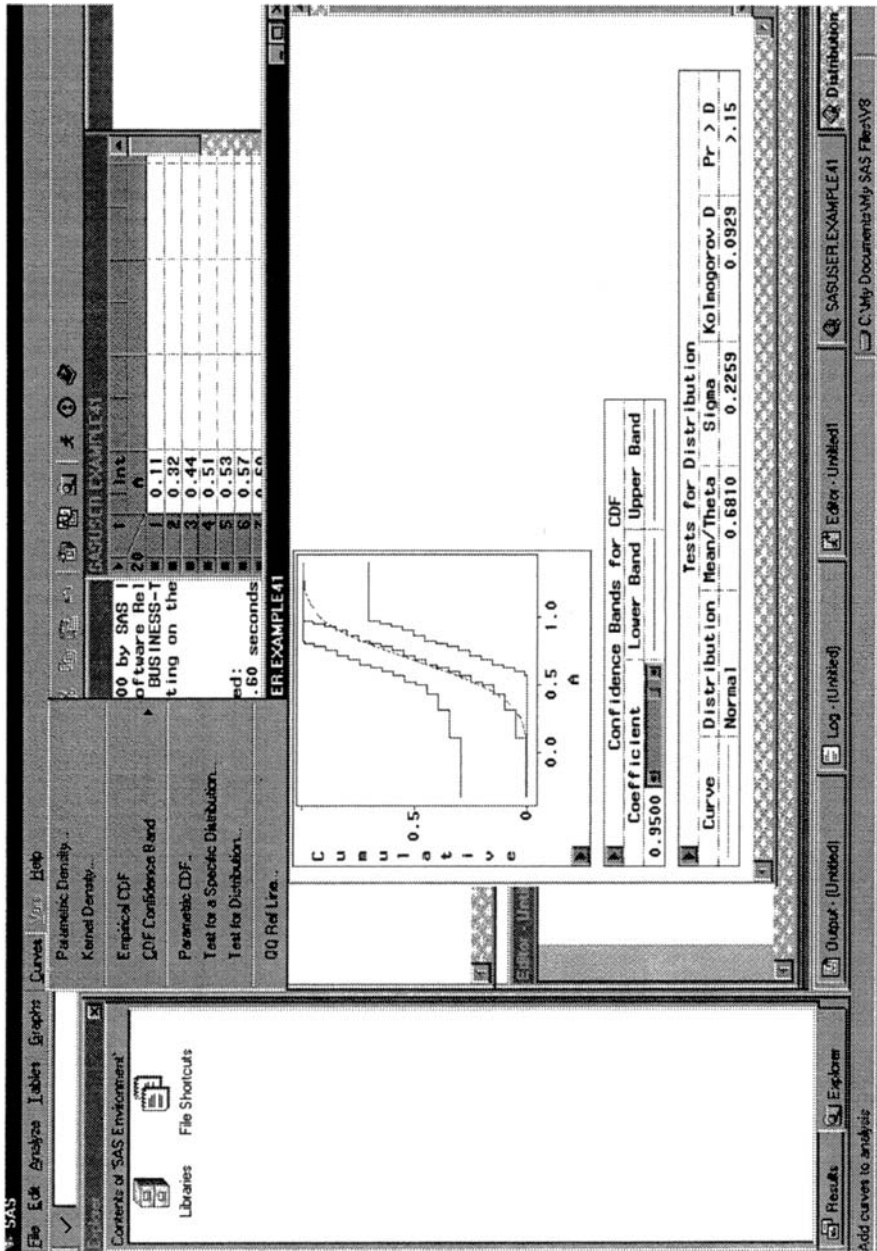 SAS
File Edit Analyze Tables Graphs Curves Vars Help
Explorer
Contents of 'SAS Environment'
Libraries
File Shortcuts
Parametric Density...
Kernel Density...
Empirical CDF
CDF Confidence Band
Parametric CDF...
Test for a Specific Distribution...
Test for Distribution...
QQ Ref Line...
00 by SAS I
oftware Rel
BUSINESS-T
ting on the
ed:
.60 seconds
SASUSER.EXAMPLE41
1 Int
20 A
1 0.11
2 0.32
3 0.44
4 0.51
5 0.53
6 0.57
7 0.60
ER.EXAMPLE41
Cumulative
0.5
0
0.0 0.5 1.0
A
Confidence Bands for CDF
Coefficient Lower Band Upper Band
0.9500
Tests for Distribution
Curve Distribution Mean/Theta Sigma Kolmogorov D Pr > D
Normal 0.6810 0.2259 0.0929 >.15
Editor - Unt
Results
Explorer
Output - (Untitled)
Log - (Untitled)
Editor - Untitled1
SASUSER.EXAMPLE41
Distribution
Add curves to analysis
C:\My Documents\My SAS Files\V8